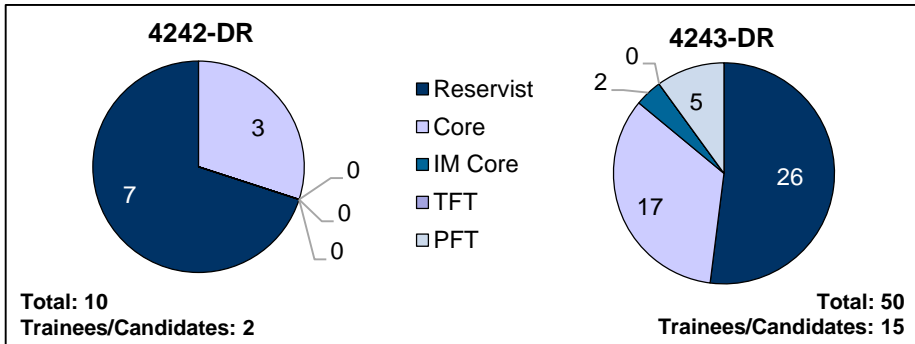 4242-DR
3
7
0
0
0
Total: 10
Trainees/Candidates: 2
Reservist
Core
IM Core
TFT
PFT
4243-DR
0
2
5
26
17
Total: 50
Trainees/Candidates: 15